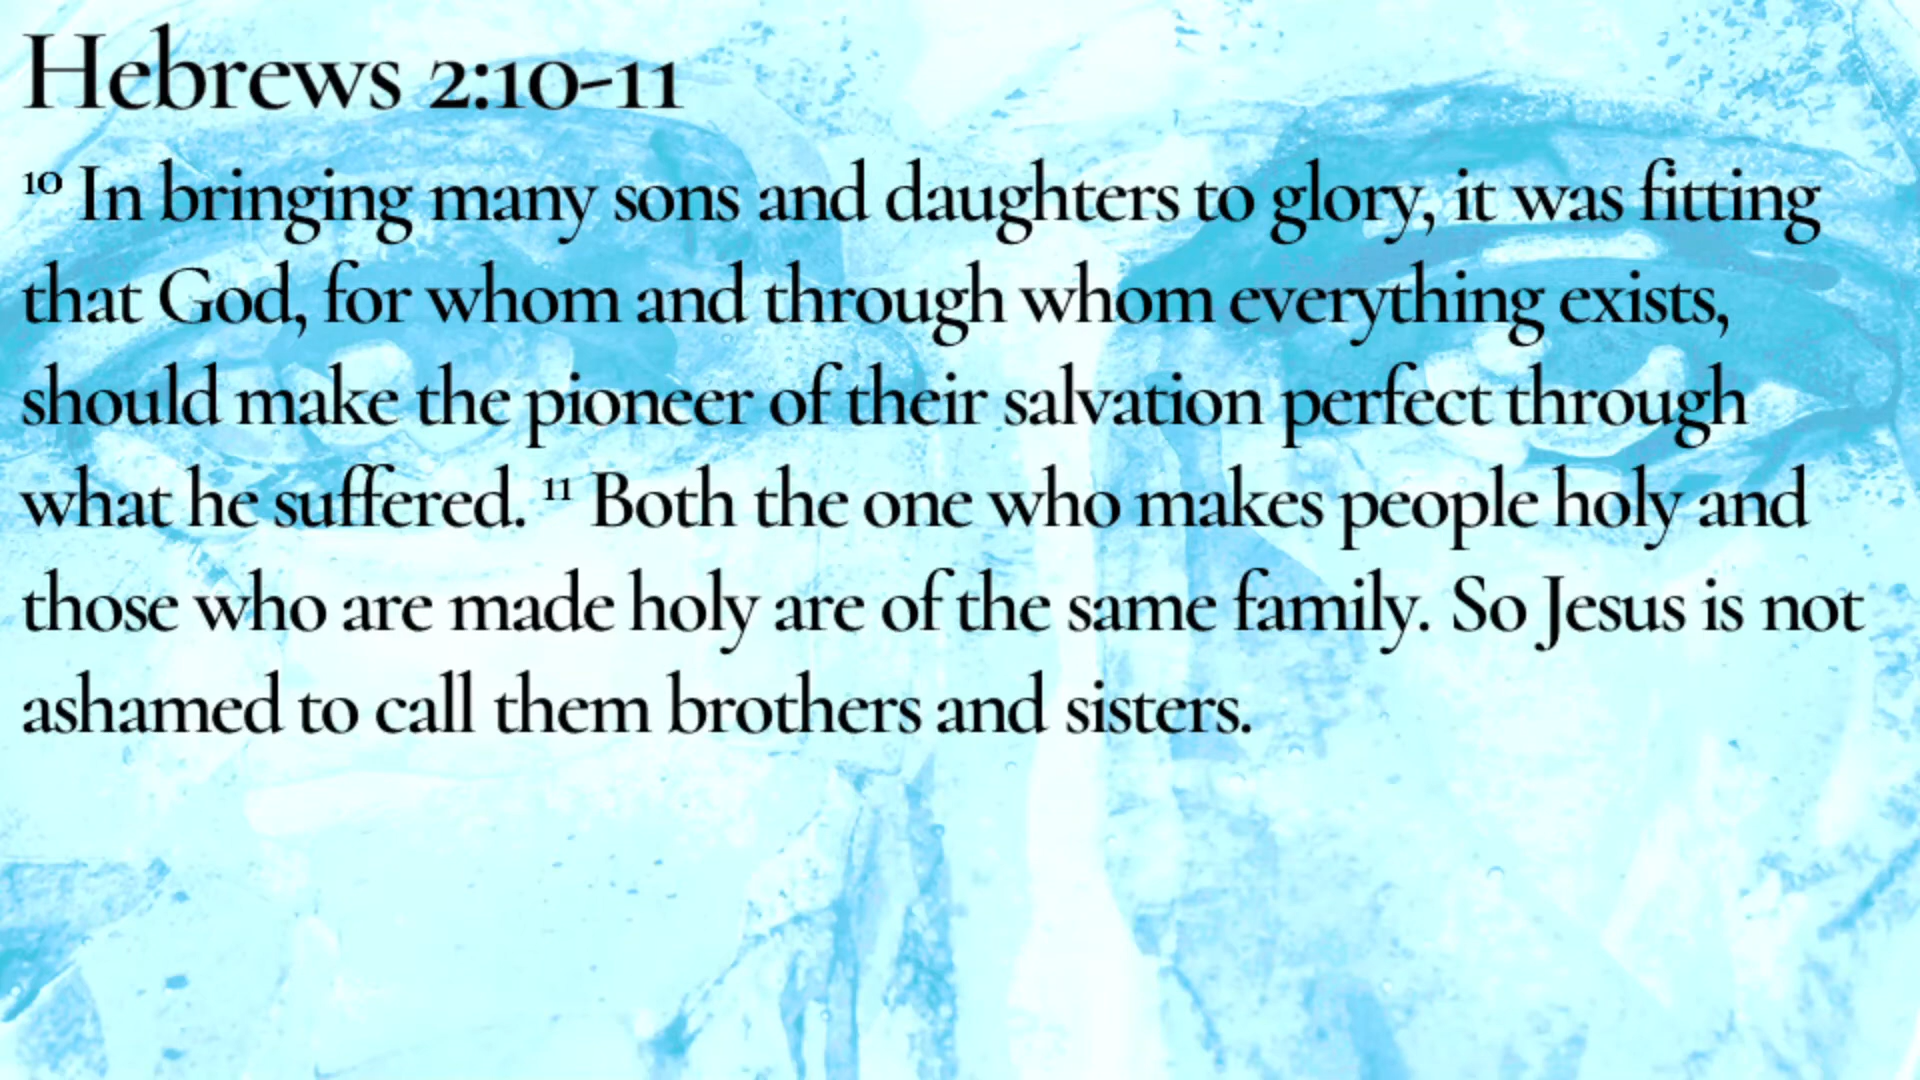 Hebrews 2:10-11
¹⁰ In bringing many sons and daughters to glory, it was fitting
that God, for whom and through whom everything exists,
should make the pioneer of their salvation perfect through
what he suffered. ¹¹ Both the one who makes people holy and
those who are made holy are of the same family. So Jesus is not
ashamed to call them brothers and sisters.